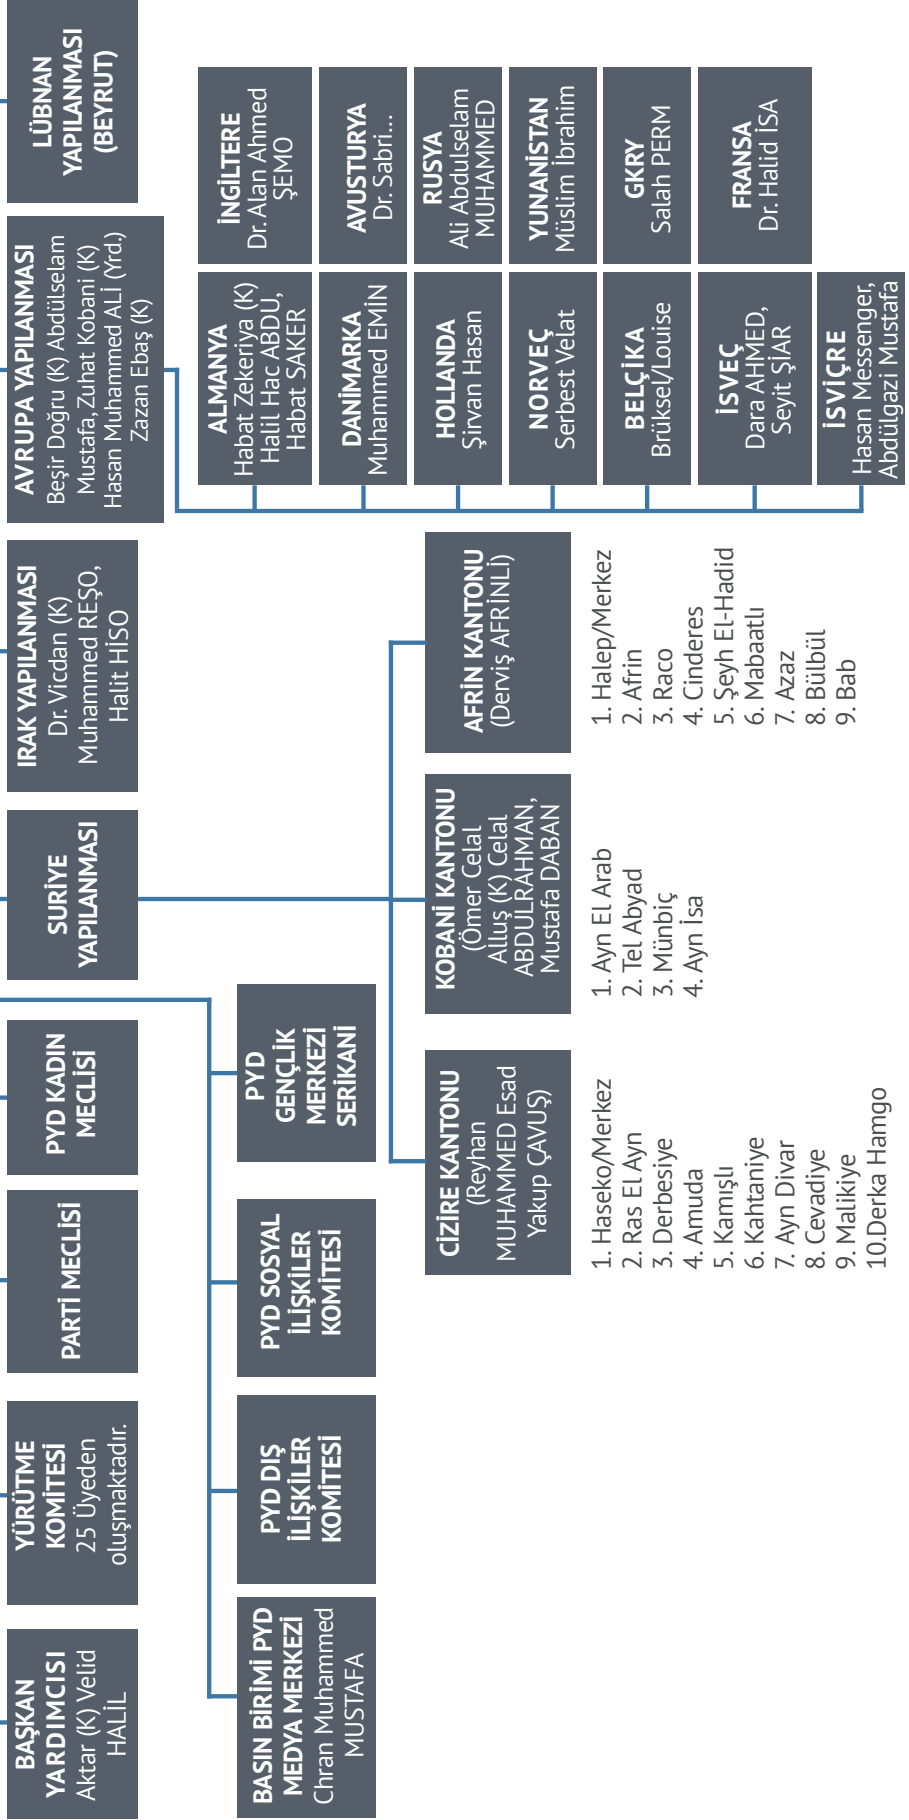 BAŞKAN
YARDIMCISI
Aktar (K) Velid
HALİL
YÜRÜTME
KOMİTESİ
25 Üyeden
oluşmaktadır.
PARTİ MECLİSİ
PYD KADIN
MECLİSİ
SURİYE
YAPILANMASI
IRAK YAPILANMASI
Dr. Vicdan (K)
Muhammed REŞO,
Halit HİSO
AVRUPA YAPILANMASI
Beşir Doğru (K) Abdülselam
Mustafa, Zuhat Kobani (K)
Hasan Muhammed ALİ (Yrd.)
Zazan Ebaş (K)
LÜBNAN
YAPILANMASI
(BEYRUT)
BASIN BİRİMİ PYD
MEDYA MERKEZİ
Chran Muhammed
MUSTAFA
PYD DIŞ
İLİŞKİLER
KOMİTESİ
PYD SOSYAL
İLİŞKİLER
KOMİTESİ
PYD
GENÇLİK
MERKEZİ
SERİKANİ
CİZİRE KANTONU
(Reyhan
MUHAMMED Esad
Yakup ÇAVUŞ)
1. Haseko/Merkez
2. Ras El Ayn
3. Derbesiye
4. Amuda
5. Kamışlı
6. Kahtaniye
7. Ayn Divar
8. Cevadiye
9. Malikiye
10.Derka Hamgo
KOBANİ KANTONU
(Ömer Celal
Alluş (K) Celal
ABDULRAHMAN,
Mustafa DABAN
1. Ayn El Arab
2. Tel Abyad
3. Münbiç
4. Ayn İsa
AFRİN KANTONU
(Derviş AFRİNLİ)
1. Halep/Merkez
2. Afrin
3. Raco
4. Cinderes
5. Şeyh El-Hadid
6. Mabaatlı
7. Azaz
8. Bülbül
9. Bab
ALMANYA
Habat Zekeriya (K)
Halil Hac ABDU,
Habat SAKER
İNGİLTERE
Dr. Alan Ahmed
ŞEMO
DANİMARKA
Muhammed EMİN
AVUSTURYA
Dr. Sabri...
HOLLANDA
Şirvan Hasan
RUSYA
Ali Abdulselam
MUHAMMED
NORVEÇ
Serbest Velat
YUNANİSTAN
Müslim İbrahim
BELÇİKA
Brüksel/Louise
GKRY
Salah PERM
İSVEÇ
Dara AHMED,
Seyit ŞİAR
FRANSA
Dr. Halid İSA
İSVİÇRE
Hasan Messenger,
Abdülgazi Mustafa